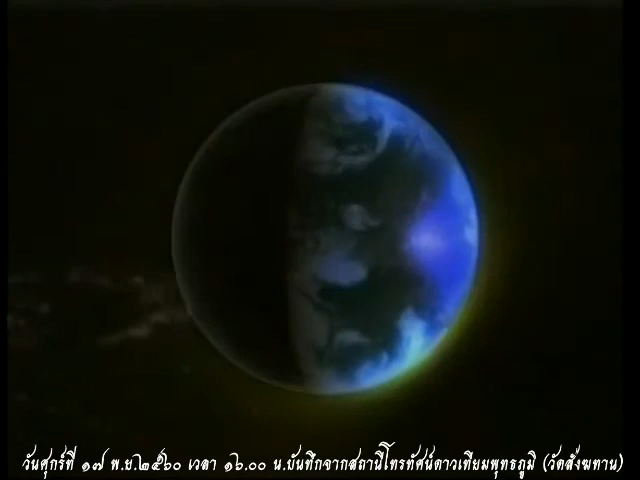 วันศุกร์ที่ ๑๗ พ.ย.๒๕๖๐ เวลา ๑๖.๐๐ น.บันทึกจากสถานีโทรทัศน์ดาวเทียมพุทธภูมิ (วัดสังฆทาน)